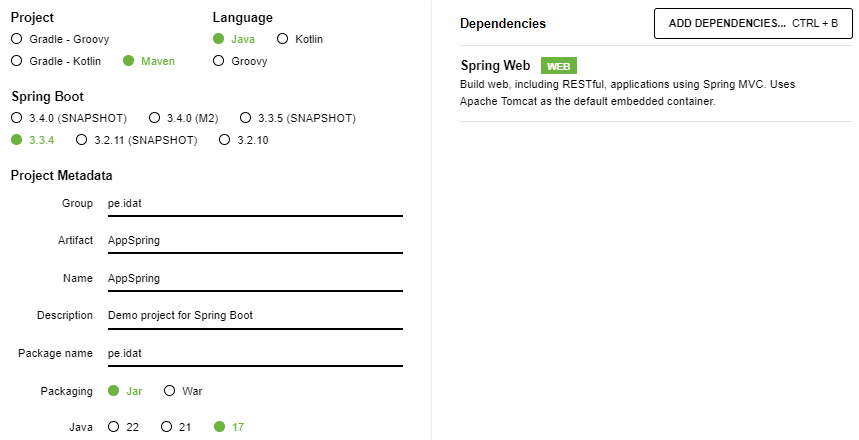 Project
Gradle - Groovy
Gradle - Kotlin Maven
Language
Java Kotlin
Groovy
Spring Boot
3.4.0 (SNAPSHOT) 3.4.0 (M2) 3.3.5 (SNAPSHOT)
3.3.4 3.2.11 (SNAPSHOT) 3.2.10
Project Metadata
Group pe.idat
Artifact AppSpring
Name AppSpring
Description Demo project for Spring Boot
Package name pe.idat
Packaging Jar War
Java 22 21 17
Dependencies ADD DEPENDENCIES... CTRL + B
Spring Web WEB
Build web, including RESTful, applications using Spring MVC. Uses
Apache Tomcat as the default embedded container.